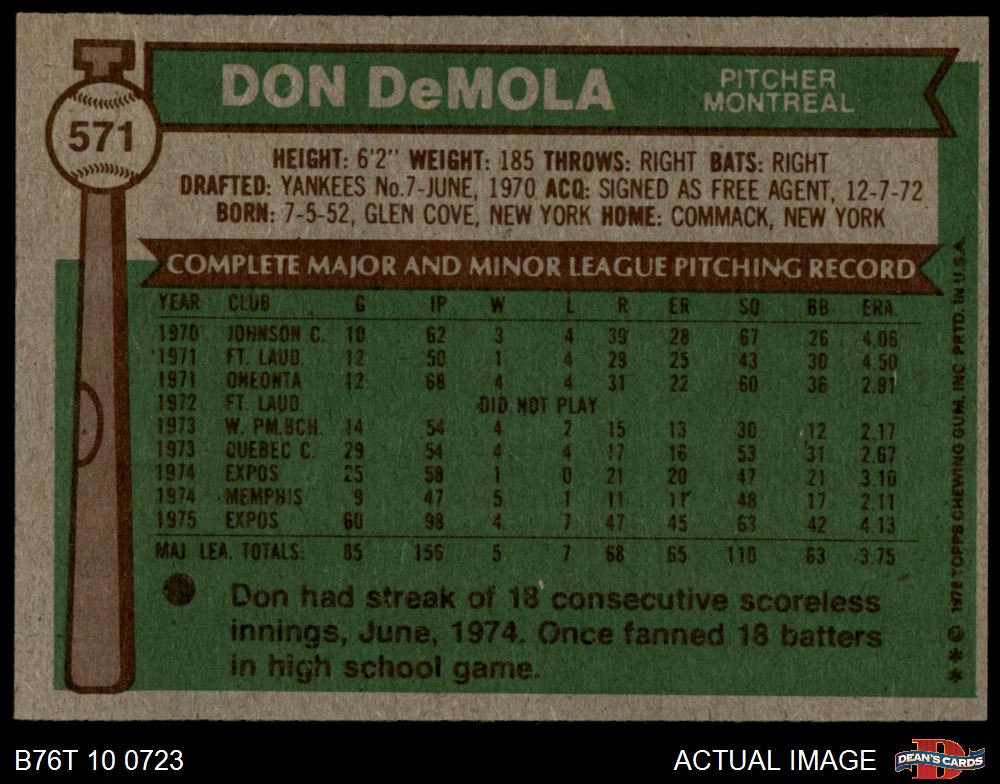 571
DON DeMOLA
PITCHER
MONTREAL
HEIGHT: 6'2" WEIGHT: 185 THROWS: RIGHT BATS: RIGHT
DRAFTED: YANKEES No.7-JUNE, 1970 ACQ: SIGNED AS FREE AGENT, 12-7-72
BORN: 7-5-52, GLEN COVE, NEW YORK HOME: COMMACK, NEW YORK
COMPLETE MAJOR AND MINOR LEAGUE PITCHING RECORD
YEAR CLUB G IP W L R ER SO BB ERA
1970 JOHNSON C. 10 62 3 4 39 28 67 26 4.06
1971 FT. LAUD. 12 50 1 4 29 25 43 30 4.50
1971 ONEONTA 12 68 4 4 31 22 60 36 2.91
1972 FT. LAUD. DID NOT PLAY
1973 W. PM.BCH. 14 54 4 2 15 13 30 12 2.17
1973 QUEBEC C. 29 54 4 4 17 16 53 31 2.67
1974 EXPOS 25 58 1 0 21 20 47 21 3.10
1974 MEMPHIS 9 47 5 1 11 11 48 17 2.11
1975 EXPOS 60 98 4 7 47 45 63 42 4.13
MAJ. LEA. TOTALS: 85 156 5 7 68 65 110 63 3.75
Don had streak of 18 consecutive scoreless
innings, June, 1974. Once fanned 18 batters
in high school game.
** © 1976 TOPPS CHEWING GUM, INC. PRTD. IN U.S.A.
B76T 10 0723
ACTUAL IMAGE
DEAN'S CARDS